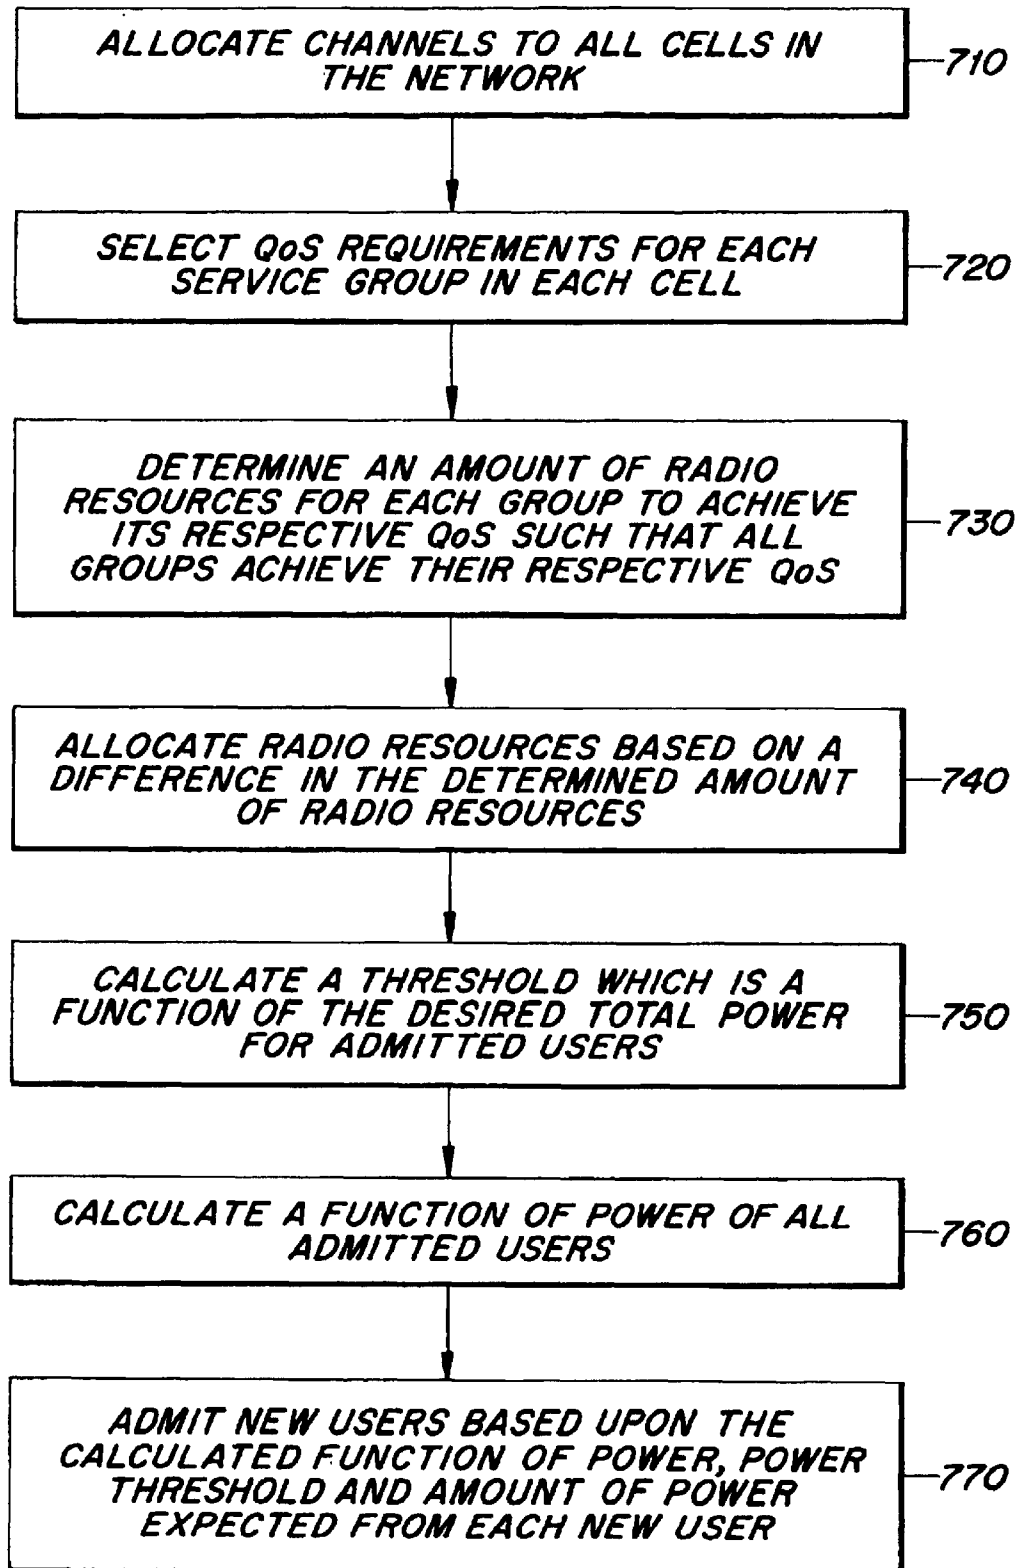 ALLOCATE CHANNELS TO ALL CELLS IN
THE NETWORK
710
SELECT QoS REQUIREMENTS FOR EACH
SERVICE GROUP IN EACH CELL
720
DETERMINE AN AMOUNT OF RADIO
RESOURCES FOR EACH GROUP TO ACHIEVE
ITS RESPECTIVE QoS SUCH THAT ALL
GROUPS ACHIEVE THEIR RESPECTIVE QoS
730
ALLOCATE RADIO RESOURCES BASED ON A
DIFFERENCE IN THE DETERMINED AMOUNT
OF RADIO RESOURCES
740
CALCULATE A THRESHOLD WHICH IS A
FUNCTION OF THE DESIRED TOTAL POWER
FOR ADMITTED USERS
750
CALCULATE A FUNCTION OF POWER OF ALL
ADMITTED USERS
760
ADMIT NEW USERS BASED UPON THE
CALCULATED FUNCTION OF POWER, POWER
THRESHOLD AND AMOUNT OF POWER
EXPECTED FROM EACH NEW USER
770